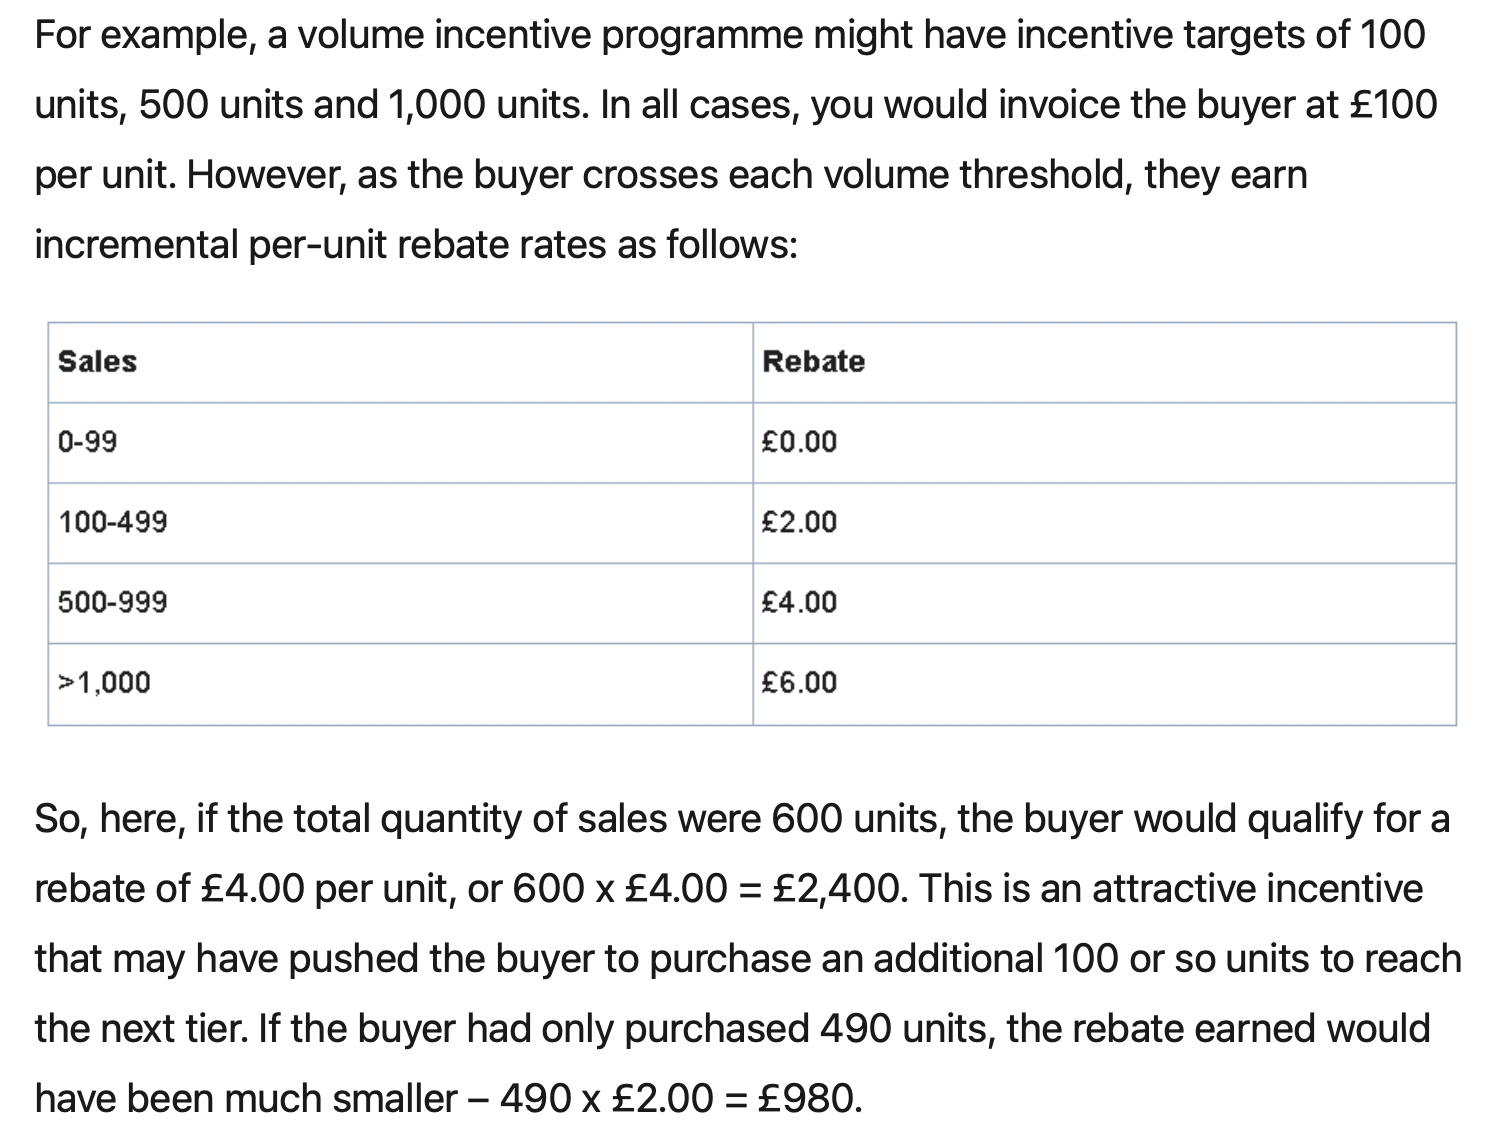 For example, a volume incentive programme might have incentive targets of 100
units, 500 units and 1,000 units. In all cases, you would invoice the buyer at £100
per unit. However, as the buyer crosses each volume threshold, they earn
incremental per-unit rebate rates as follows:
Sales Rebate
0-99 £0.00
100-499 £2.00
500-999 £4.00
>1,000 £6.00
So, here, if the total quantity of sales were 600 units, the buyer would qualify for a
rebate of £4.00 per unit, or 600 x £4.00 = £2,400. This is an attractive incentive
that may have pushed the buyer to purchase an additional 100 or so units to reach
the next tier. If the buyer had only purchased 490 units, the rebate earned would
have been much smaller – 490 x £2.00 = £980.